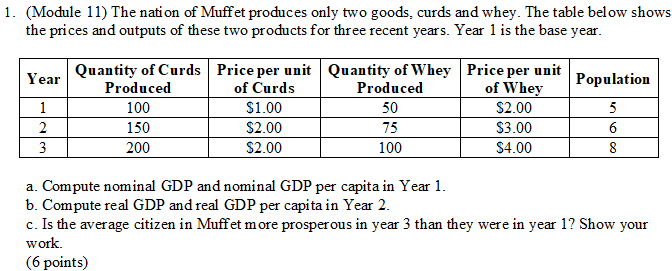 1. (Module 11) The nation of Muffet produces only two goods, curds and whey. The table below shows
the prices and outputs of these two products for three recent years. Year 1 is the base year.
Year | Quantity of Curds Produced | Price per unit of Curds | Quantity of Whey Produced | Price per unit of Whey | Population
1 | 100 | $1.00 | 50 | $2.00 | 5
2 | 150 | $2.00 | 75 | $3.00 | 6
3 | 200 | $2.00 | 100 | $4.00 | 8
a. Compute nominal GDP and nominal GDP per capita in Year 1.
b. Compute real GDP and real GDP per capita in Year 2.
c. Is the average citizen in Muffet more prosperous in year 3 than they were in year 1? Show your
work.
(6 points)